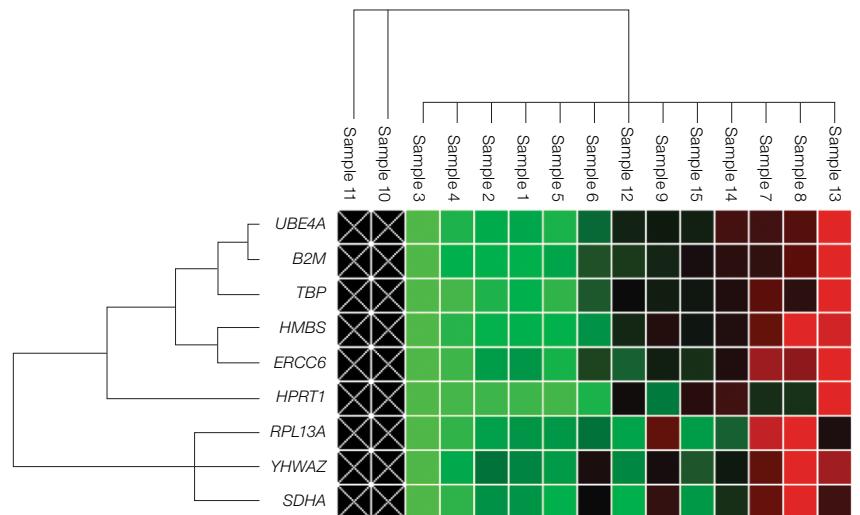 Sample 11
Sample 10
Sample 3
Sample 4
Sample 2
Sample 1
Sample 5
Sample 6
Sample 12
Sample 9
Sample 15
Sample 14
Sample 7
Sample 8
Sample 13
UBE4A
B2M
TBP
HMBS
ERCC6
HPRT1
RPL13A
YHWAZ
SDHA